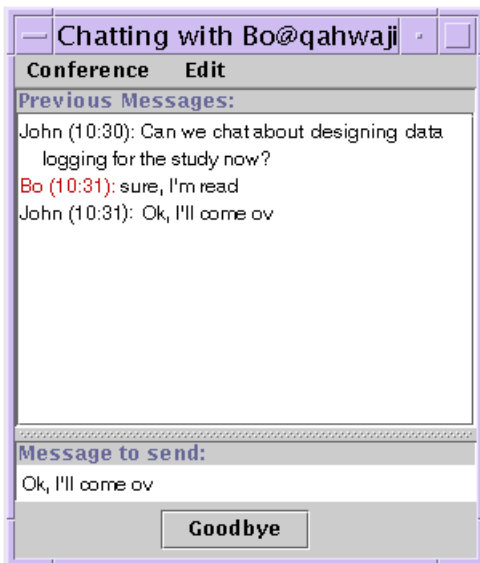 Chatting with Bo@qahwaji
Conference Edit
Previous Messages:
John (10:30): Can we chat about designing data
logging for the study now?
Bo (10:31): sure, I'm read
John (10:31): Ok, I'll come ov
Message to send:
Ok, I'll come ov
Goodbye